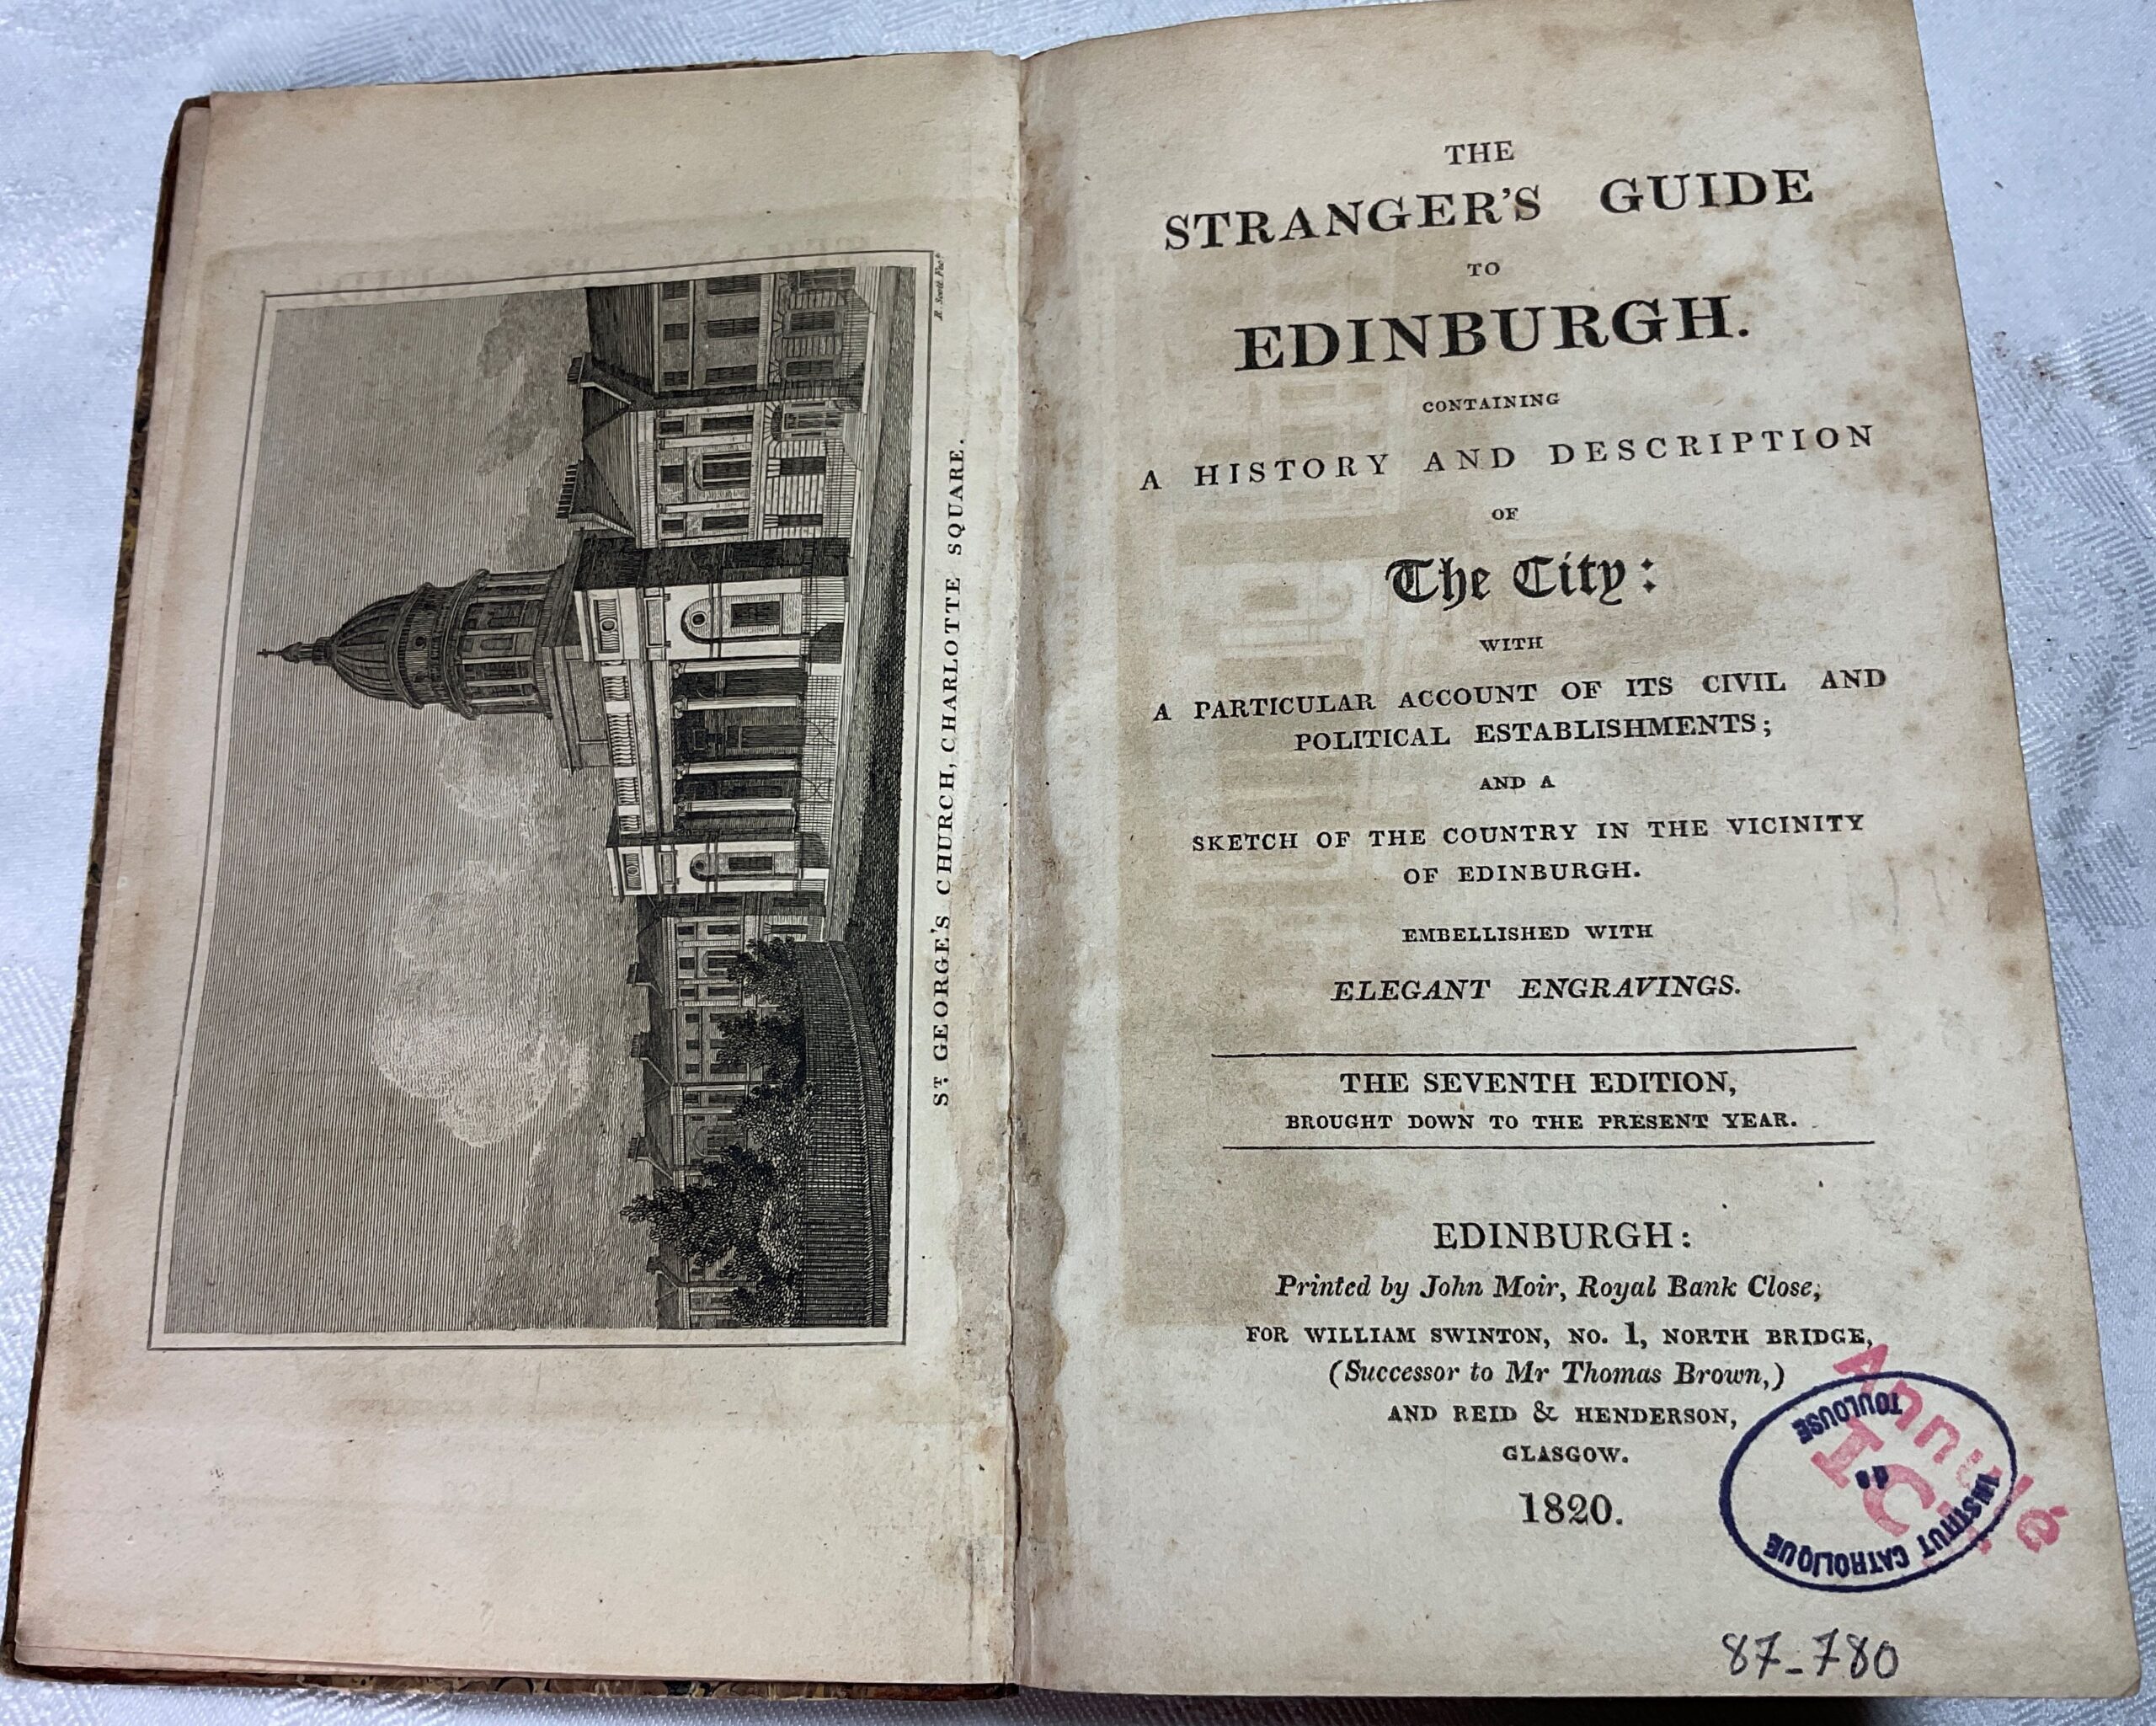 R. Scott Fec.t
S.T GEORGE'S CHURCH, CHARLOTTE SQUARE.
THE
STRANGER'S GUIDE
TO
EDINBURGH.
CONTAINING
A HISTORY AND DESCRIPTION
OF
The City:
WITH
A PARTICULAR ACCOUNT OF ITS CIVIL AND
POLITICAL ESTABLISHMENTS;
AND A
SKETCH OF THE COUNTRY IN THE VICINITY
OF EDINBURGH.
EMBELLISHED WITH
ELEGANT ENGRAVINGS.
THE SEVENTH EDITION,
BROUGHT DOWN TO THE PRESENT YEAR.
EDINBURGH:
Printed by John Moir, Royal Bank Close,
FOR WILLIAM SWINTON, NO. 1, NORTH BRIDGE,
(Successor to Mr Thomas Brown,)
AND REID & HENDERSON,
GLASGOW.
1820.
INSTITUT CATHOLIQUE
de
TOULOUSE
Annulé
87-780